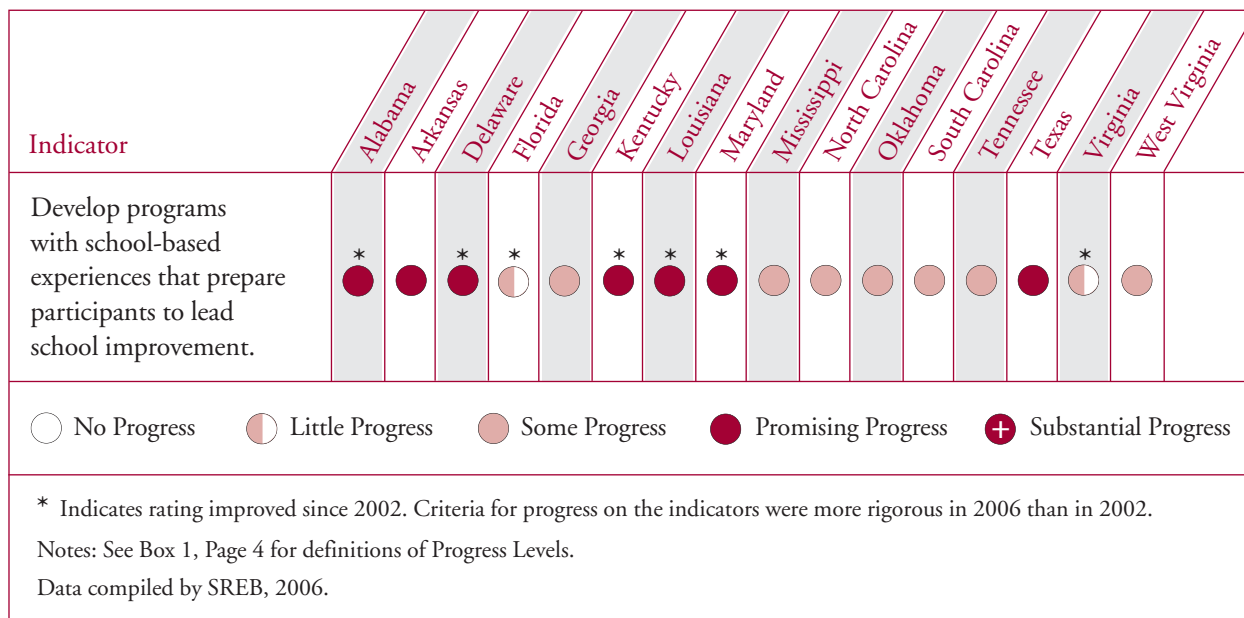 Indicator
Alabama
Arkansas
Delaware
Florida
Georgia
Kentucky
Louisiana
Maryland
Mississippi
North Carolina
Oklahoma
South Carolina
Tennessee
Texas
Virginia
West Virginia
Develop programs
with school-based
experiences that prepare
participants to lead
school improvement.
* * * * * * *
No Progress Little Progress Some Progress Promising Progress + Substantial Progress
* Indicates rating improved since 2002. Criteria for progress on the indicators were more rigorous in 2006 than in 2002.
Notes: See Box 1, Page 4 for definitions of Progress Levels.
Data compiled by SREB, 2006.